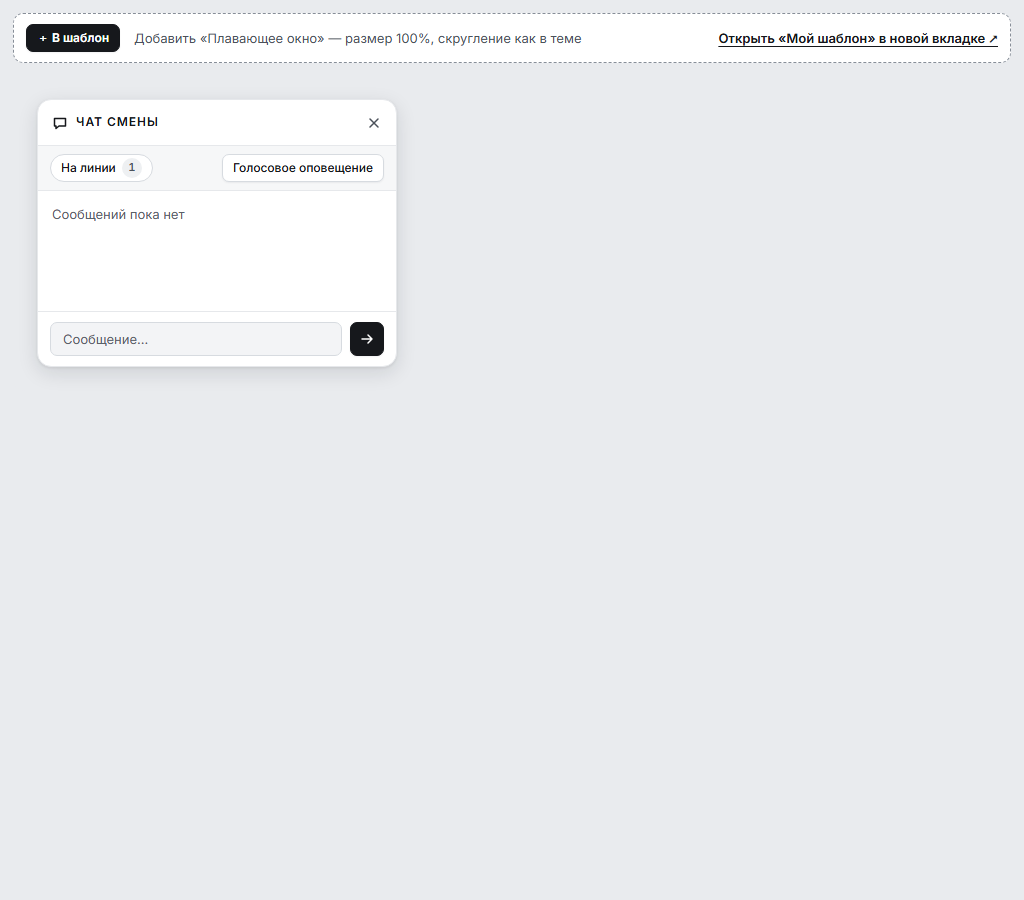 + В шаблон
Добавить «Плавающее окно» — размер 100%, скругление как в теме
Открыть «Мой шаблон» в новой вкладке ↗
ЧАТ СМЕНЫ
На линии 1
Голосовое оповещение
Сообщений пока нет
Сообщение...